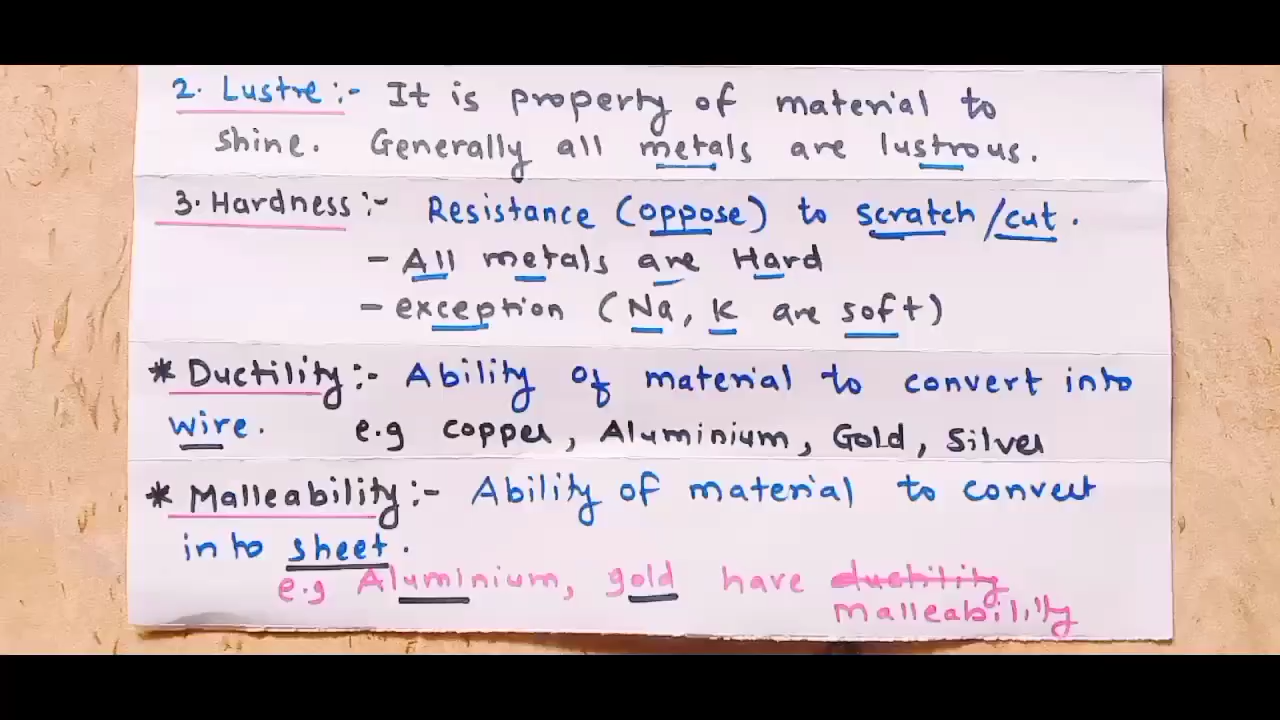 2. Lustre :- It is property of material to
shine. Generally all metals are lustrous.
3. Hardness :- Resistance (oppose) to scratch /cut.
- All metals are Hard
- exception (Na, K are soft)
* Ductility :- Ability of material to convert into
wire. e.g copper, Aluminium, Gold, Silver
* Malleability :- Ability of material to convert
into sheet.
e.g Aluminium, gold have ductility
malleability